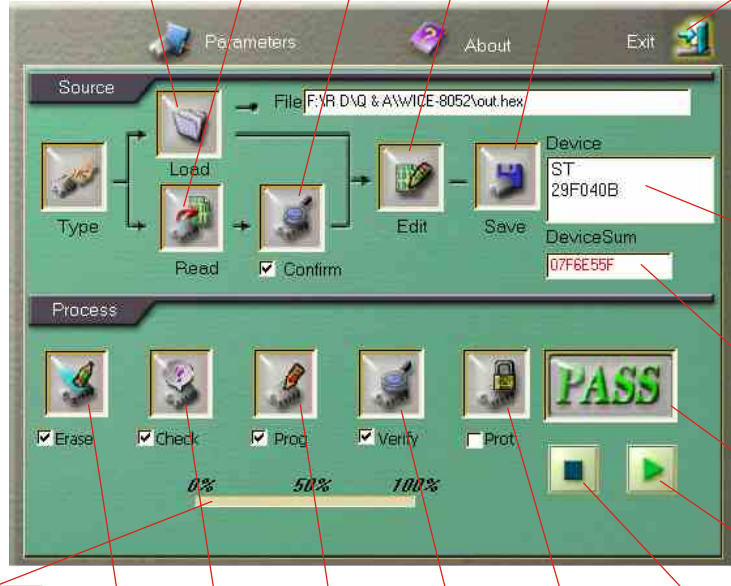 Parameters
About
Exit
Source
File F:\R D\Q & A\WICE-8052\out.hex
Load
Device
ST
29F040B
Type
Edit
Save
DeviceSum
07F6E55F
Read
Confirm
Process
PASS
Erase
Check
Prog
Verify
Prot
0% 50% 100%